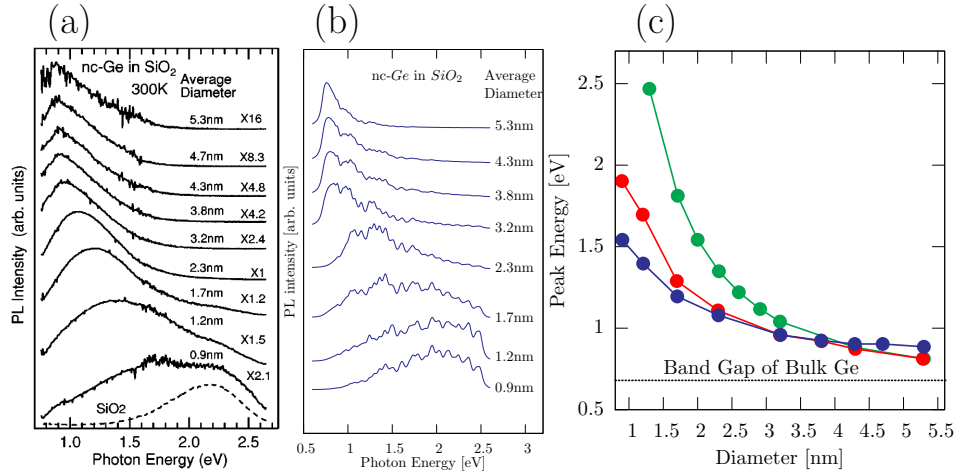 (a)
nc-Ge in SiO2
300K
Average
Diameter
5.3nm X16
4.7nm X8.3
4.3nm X4.8
3.8nm X4.2
3.2nm X2.4
2.3nm X1
1.7nm X1.2
1.2nm X1.5
0.9nm X2.1
SiO2
PL Intensity (arb. units)
1.0 1.5 2.0 2.5
Photon Energy (eV)
(b)
nc-Ge in SiO2
Average
Diameter
5.3nm
4.3nm
3.8nm
3.2nm
2.3nm
1.7nm
1.2nm
0.9nm
PL intensity [arb. units]
0.5 1 1.5 2 2.5 3
Photon Energy [eV]
(c)
2.5
2
1.5
1
0.5
Peak Energy [eV]
Band Gap of Bulk Ge
1 1.5 2 2.5 3 3.5 4 4.5 5 5.5
Diameter [nm]